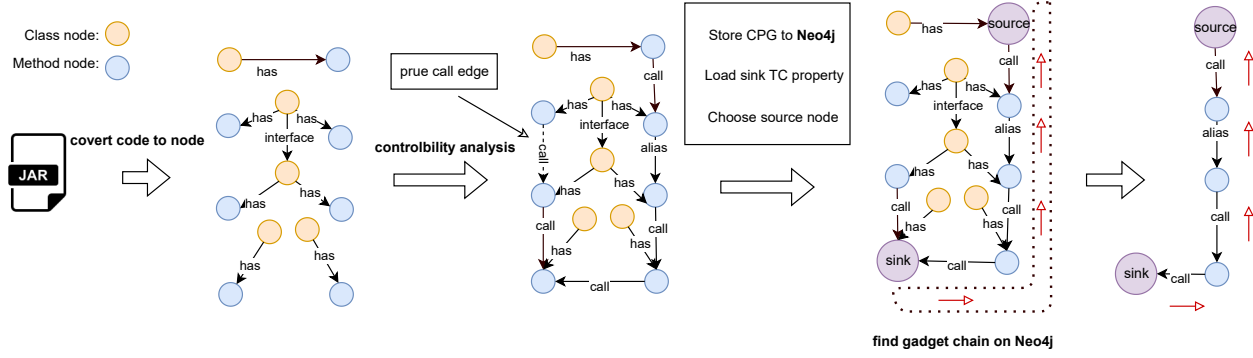 Class node:
Method node:
JAR
covert code to node
has
has
has
interface
has
has
has
has
prue call edge
controlbility analysis
has
call
has
has
interface
call
alias
has
has
call
has
has
call
call
Store CPG to Neo4j
Load sink TC property
Choose source node
has
source
call
has
has
interface
alias
has
has
call
has
has
call
sink
call
find gadget chain on Neo4j
source
call
alias
call
sink
call